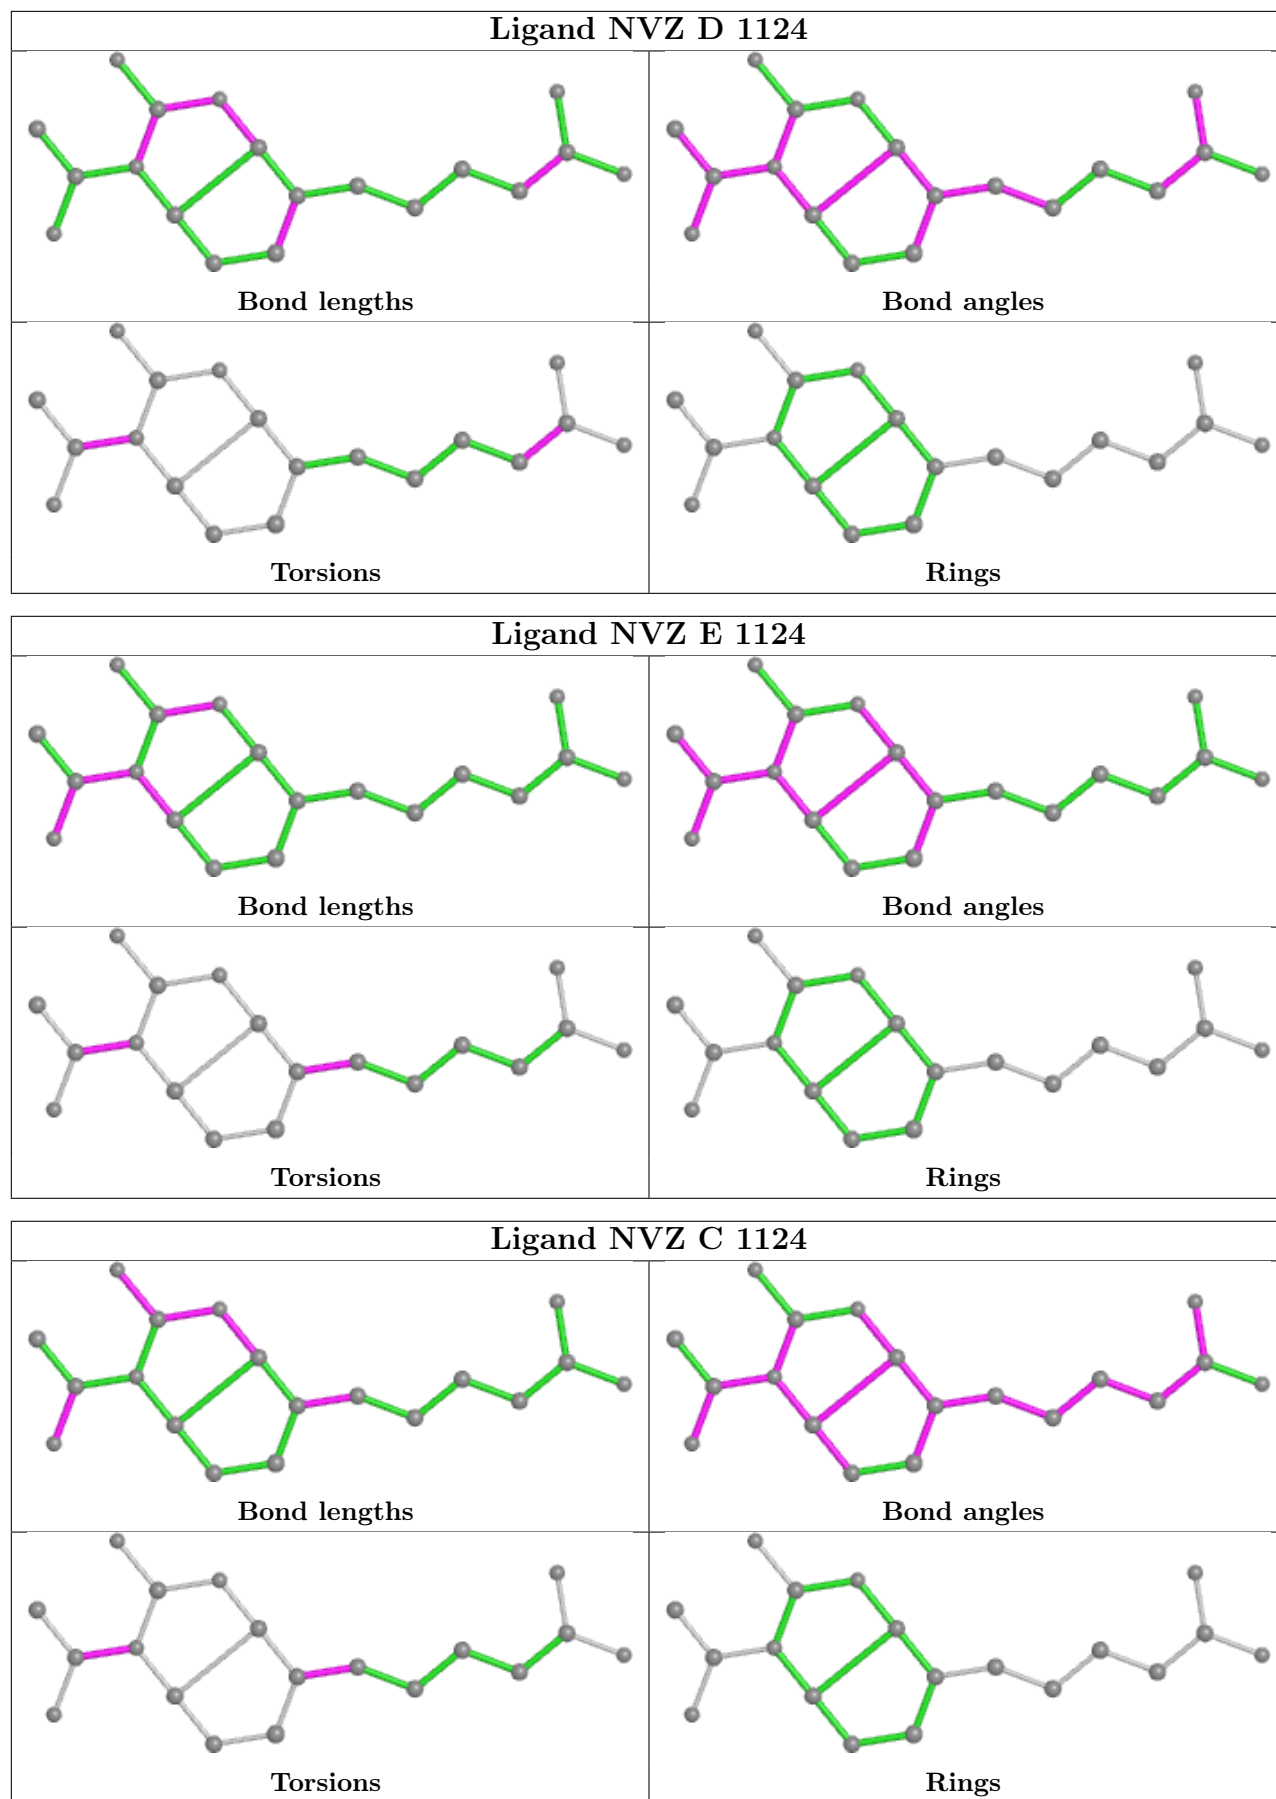 Ligand NVZ D 1124
Bond lengths
Bond angles
Torsions
Rings
Ligand NVZ E 1124
Bond lengths
Bond angles
Torsions
Rings
Ligand NVZ C 1124
Bond lengths
Bond angles
Torsions
Rings